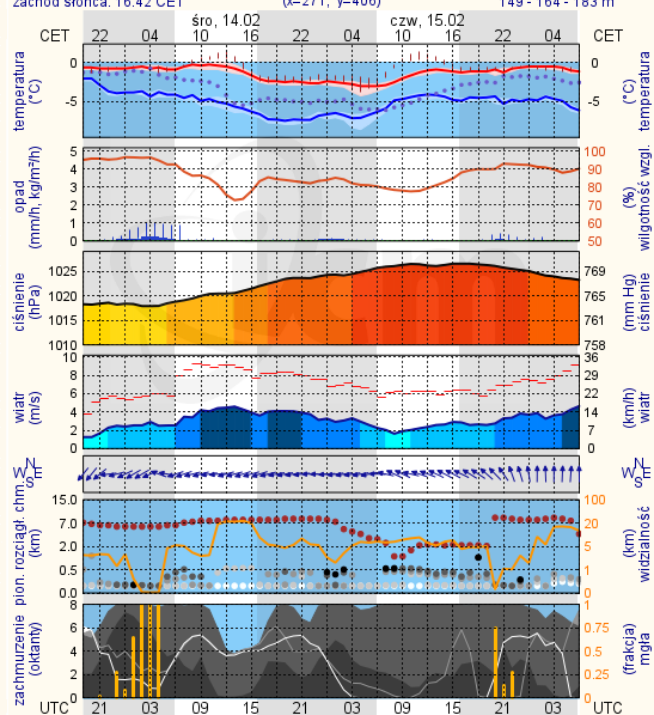 zachód słońca: 16:42 CET (x=271, y=406) 149 - 164 - 183 m
śro, 14.02 czw, 15.02
CET 22 04 10 16 22 04 10 16 22 04 CET
temperatura (°C)
0
-5
0
-5
temperatura (°C)
opad (mm/h, kg/m²/h)
5
4
3
2
1
0
100
90
80
70
60
50
(%) wilgotność wzgl.
ciśnienie (hPa)
1025
1020
1015
1010
769
765
761
758
(mm Hg) ciśnienie
wiatr (m/s)
10
8
6
4
2
0
36
29
22
14
7
0
(km/h) wiatr
N
W E
S
N
W E
S
pion. rozciągł. chm. (km)
15.0
7.0
2.0
0.5
0.0
100
20
5
1
0
(km) widzialność
zachmurzenie (oktanty)
8
6
4
2
0
1
0.75
0.5
0.25
0
(frakcja) mgła
UTC 21 03 09 15 21 03 09 15 21 03 UTC